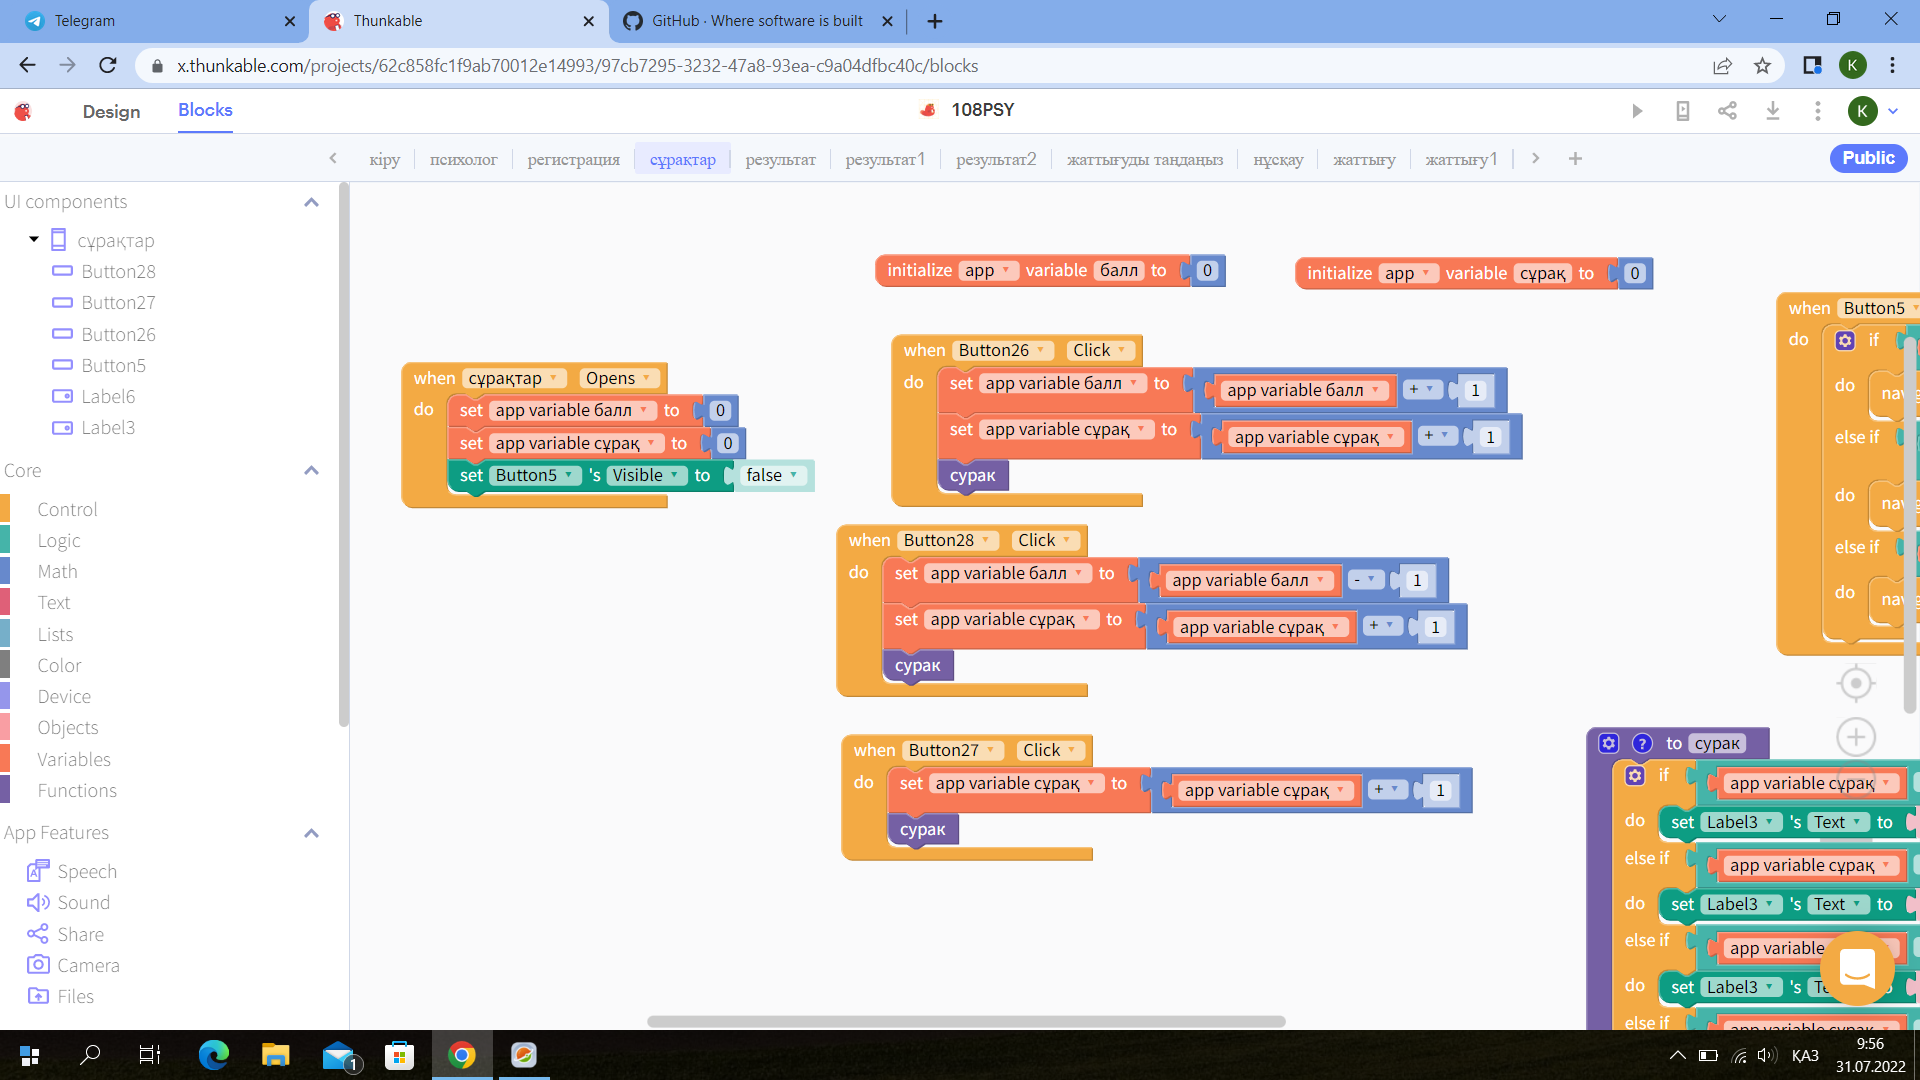 Telegram
Thunkable
GitHub · Where software is built
x.thunkable.com/projects/62c858fc1f9ab70012e14993/97cb7295-3232-47a8-93ea-c9a04dfbc40c/blocks
K
Design
Blocks
108PSY
K
кіру
психолог
регистрация
сұрақтар
результат
результат1
результат2
жаттығуды таңдаңыз
нұсқау
жаттығу
жаттығу1
Public
UI components
сұрақтар
Button28
Button27
Button26
Button5
Label6
Label3
Core
Control
Logic
Math
Text
Lists
Color
Device
Objects
Variables
Functions
App Features
Speech
Sound
Share
Camera
Files
initialize app variable балл to 0
initialize app variable сұрақ to 0
when сұрақтар Opens
do set app variable балл to 0
set app variable сұрақ to 0
set Button5 's Visible to false
when Button26 Click
do set app variable балл to app variable балл + 1
set app variable сұрақ to app variable сұрақ + 1
сурак
when Button28 Click
do set app variable балл to app variable балл - 1
set app variable сұрақ to app variable сұрақ + 1
сурак
when Button27 Click
do set app variable сұрақ to app variable сұрақ + 1
сурак
when Button5
do if
do
else if
do
else if
do
? to сурак
if app variable сұрақ
do set Label3 's Text to
else if app variable сұрақ
do set Label3 's Text to
else if app variable
do set Label3 's
else if
1
ҚАЗ
9:56
31.07.2022